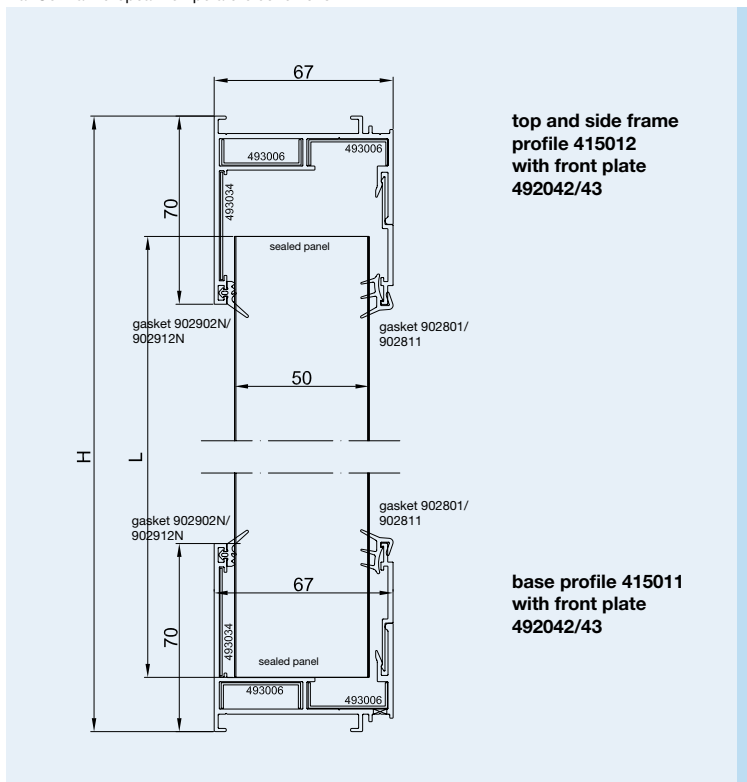 67
top and side frame
profile 415012
with front plate
492042/43
493006
493006
70
493034
sealed panel
gasket 902902N/
902912N
gasket 902801/
902811
50
H
L
gasket 902902N/
902912N
gasket 902801/
902811
67
base profile 415011
with front plate
492042/43
70
493034
sealed panel
493006
493006